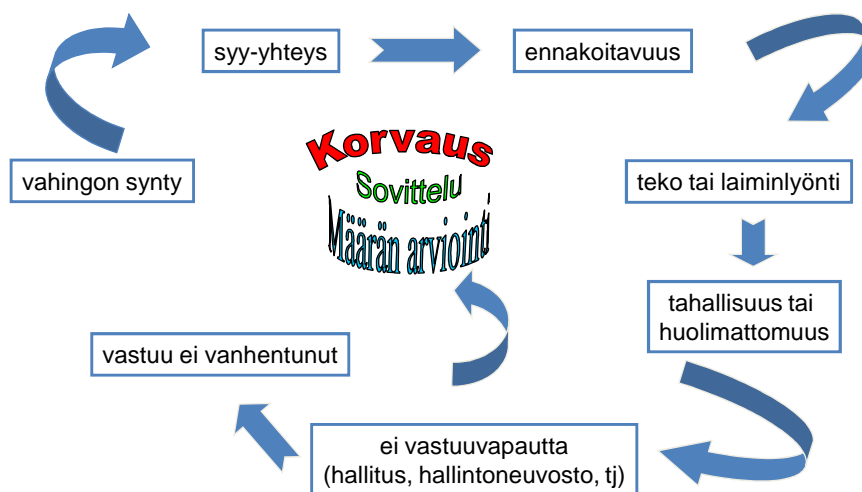 syy-yhteys
ennakoitavuus
vahingon synty
Korvaus
Sovittelu
Määrän arviointi
teko tai laiminlyönti
tahallisuus tai
huolimattomuus
vastuu ei vanhentunut
ei vastuuvapautta
(hallitus, hallintoneuvosto, tj)